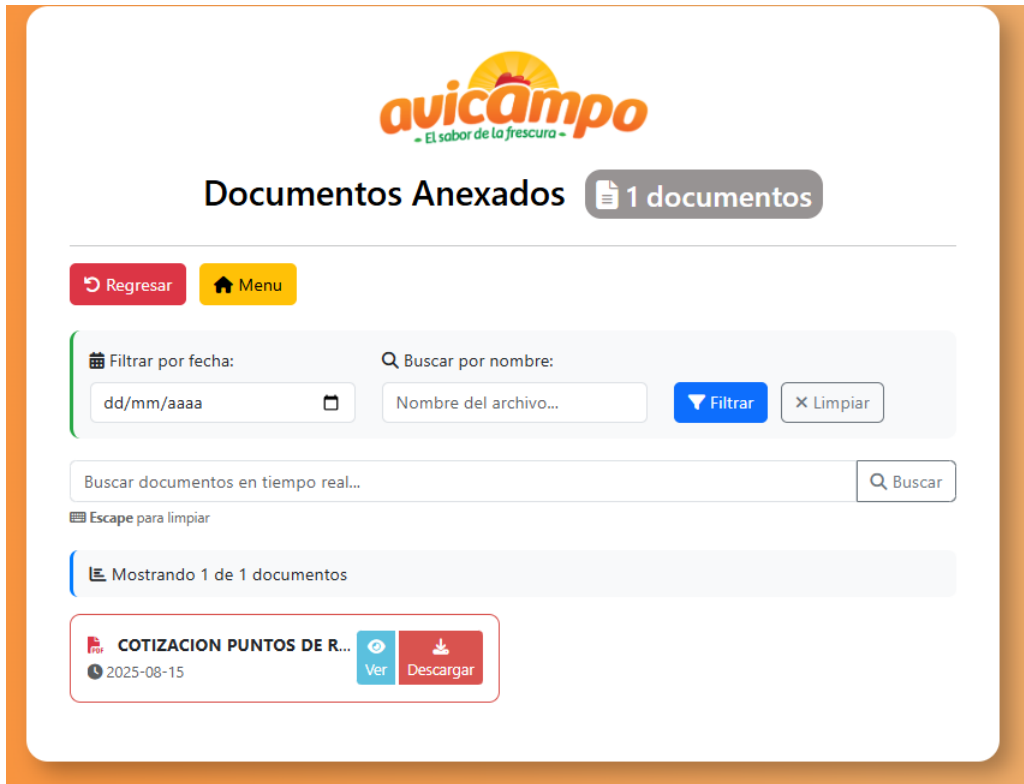 avicampo
- El sabor de la frescura -
Documentos Anexados 1 documentos
Regresar Menu
Filtrar por fecha: Buscar por nombre:
dd/mm/aaaa Nombre del archivo... Filtrar Limpiar
Buscar documentos en tiempo real... Buscar
Escape para limpiar
Mostrando 1 de 1 documentos
PDF COTIZACION PUNTOS DE R...
2025-08-15 Ver Descargar